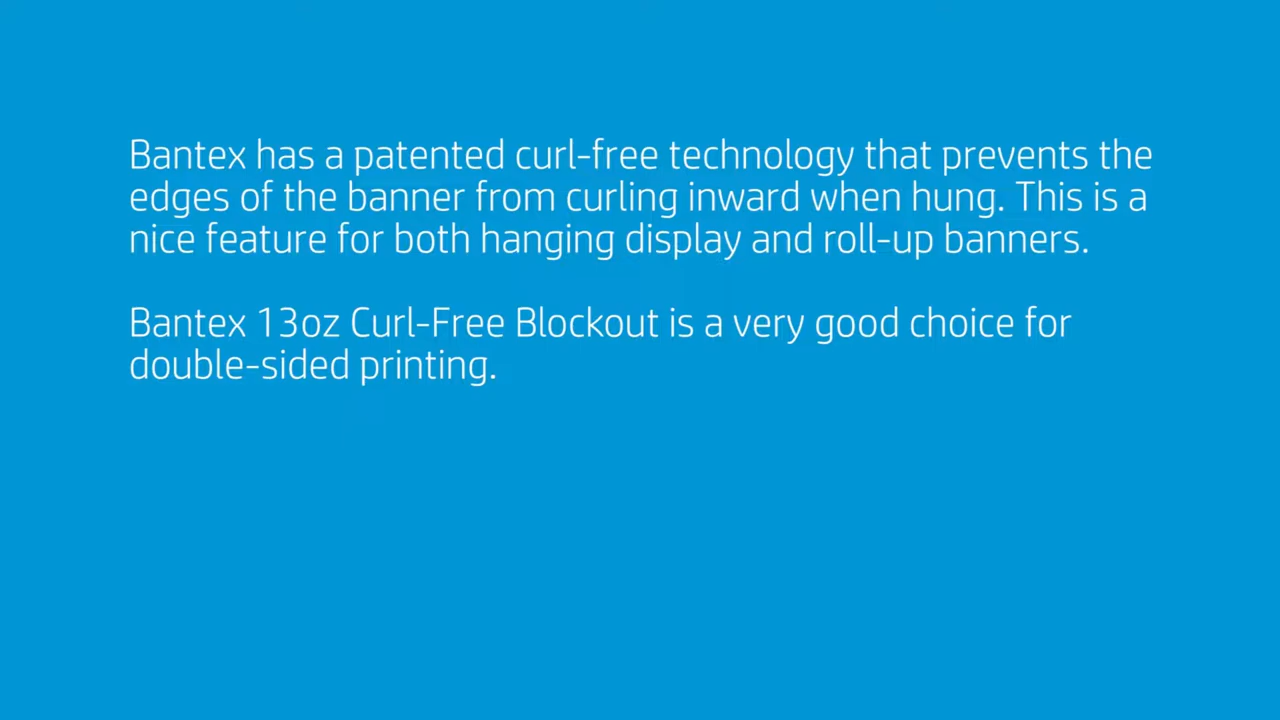 Bantex has a patented curl-free technology that prevents the
edges of the banner from curling inward when hung. This is a
nice feature for both hanging display and roll-up banners.
Bantex 13oz Curl-Free Blockout is a very good choice for
double-sided printing.